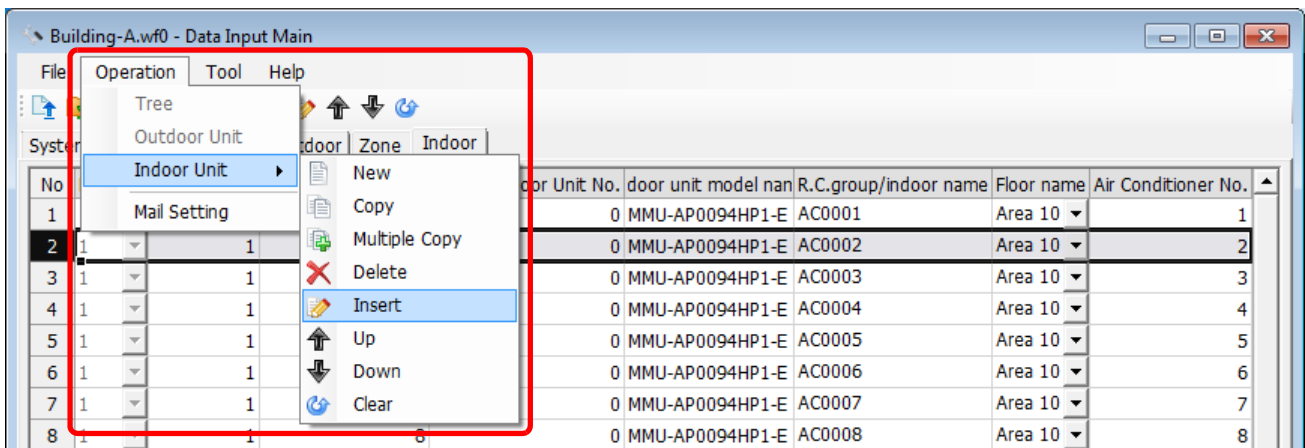 Building-A.wf0 - Data Input Main
File Operation Tool Help
Tree
Outdoor Unit
Indoor Unit
Mail Setting
New
Copy
Multiple Copy
Delete
Insert
Up
Down
Clear
Syster tdoor Zone Indoor
No oor Unit No. door unit model nan R.C.group/indoor name Floor name Air Conditioner No.
1 0 MMU-AP0094HP1-E AC0001 Area 10 1
2 1 1 0 MMU-AP0094HP1-E AC0002 Area 10 2
3 1 1 0 MMU-AP0094HP1-E AC0003 Area 10 3
4 1 1 0 MMU-AP0094HP1-E AC0004 Area 10 4
5 1 1 0 MMU-AP0094HP1-E AC0005 Area 10 5
6 1 1 0 MMU-AP0094HP1-E AC0006 Area 10 6
7 1 1 0 MMU-AP0094HP1-E AC0007 Area 10 7
8 1 1 8 0 MMU-AP0094HP1-E AC0008 Area 10 8